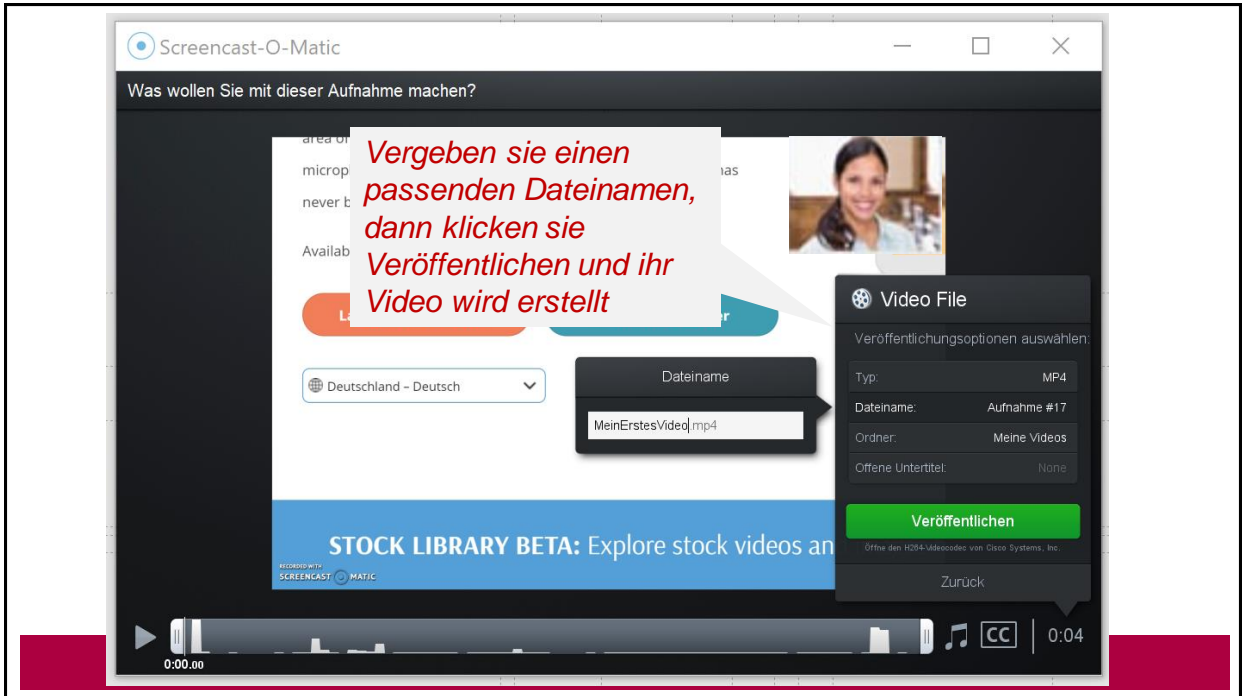 Screencast-O-Matic
Was wollen Sie mit dieser Aufnahme machen?
Vergeben sie einen
passenden Dateinamen,
dann klicken sie
Veröffentlichen und ihr
Video wird erstellt
area of
microp
never b
Availab
Deutschland – Deutsch
Dateiname
MeinErstesVideo.mp4
Video File
Veröffentlichungsoptionen auswählen:
Typ: MP4
Dateiname: Aufnahme #17
Ordner: Meine Videos
Offene Untertitel: None
Veröffentlichen
Öffne den H264-Videocodec von Cisco Systems, Inc.
Zurück
STOCK LIBRARY BETA: Explore stock videos an
RECORDED WITH
SCREENCAST-O-MATIC
CC
0:04
0:00.00